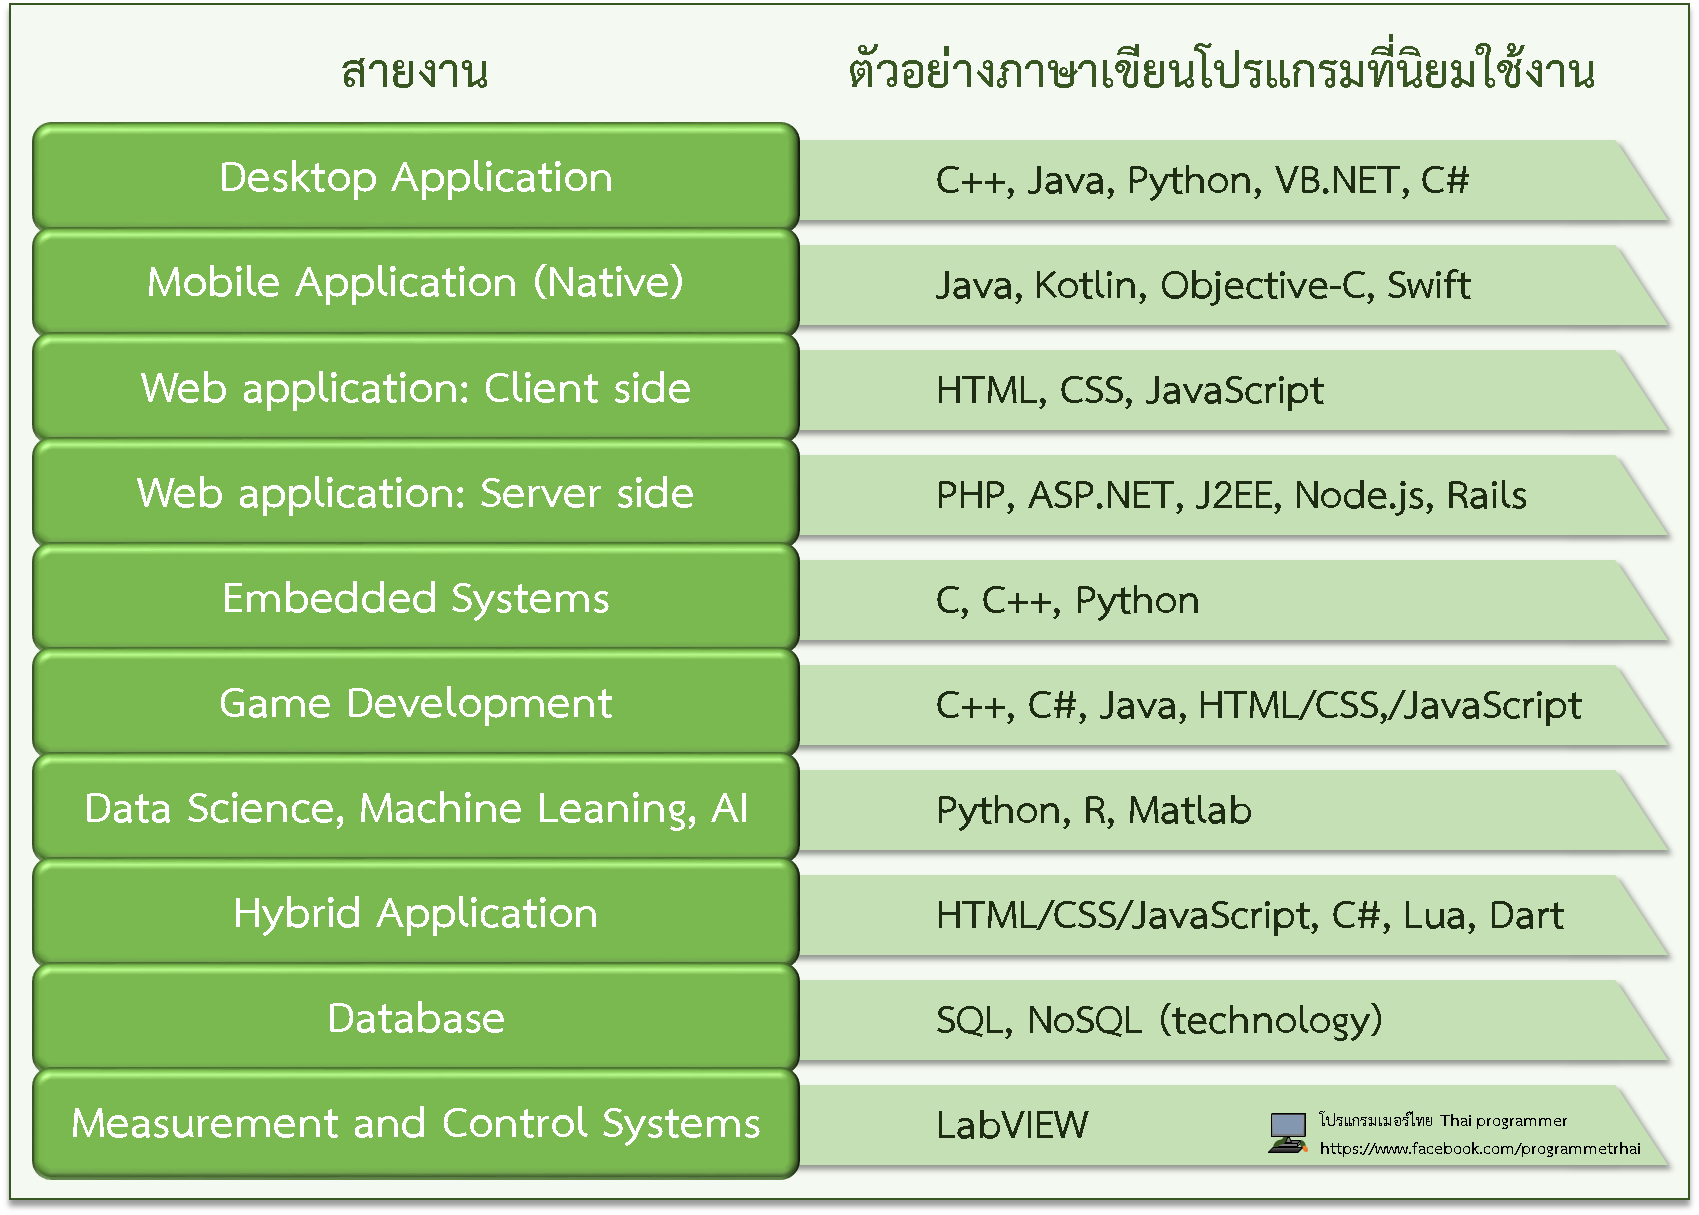 สายงาน
ตัวอย่างภาษาเขียนโปรแกรมที่นิยมใช้งาน
Desktop Application
C++, Java, Python, VB.NET, C#
Mobile Application (Native)
Java, Kotlin, Objective-C, Swift
Web application: Client side
HTML, CSS, JavaScript
Web application: Server side
PHP, ASP.NET, J2EE, Node.js, Rails
Embedded Systems
C, C++, Python
Game Development
C++, C#, Java, HTML/CSS,/JavaScript
Data Science, Machine Leaning, AI
Python, R, Matlab
Hybrid Application
HTML/CSS/JavaScript, C#, Lua, Dart
Database
SQL, NoSQL (technology)
Measurement and Control Systems
LabVIEW
โปรแกรมเมอร์ไทย Thai programmer
https://www.facebook.com/programmetrhai